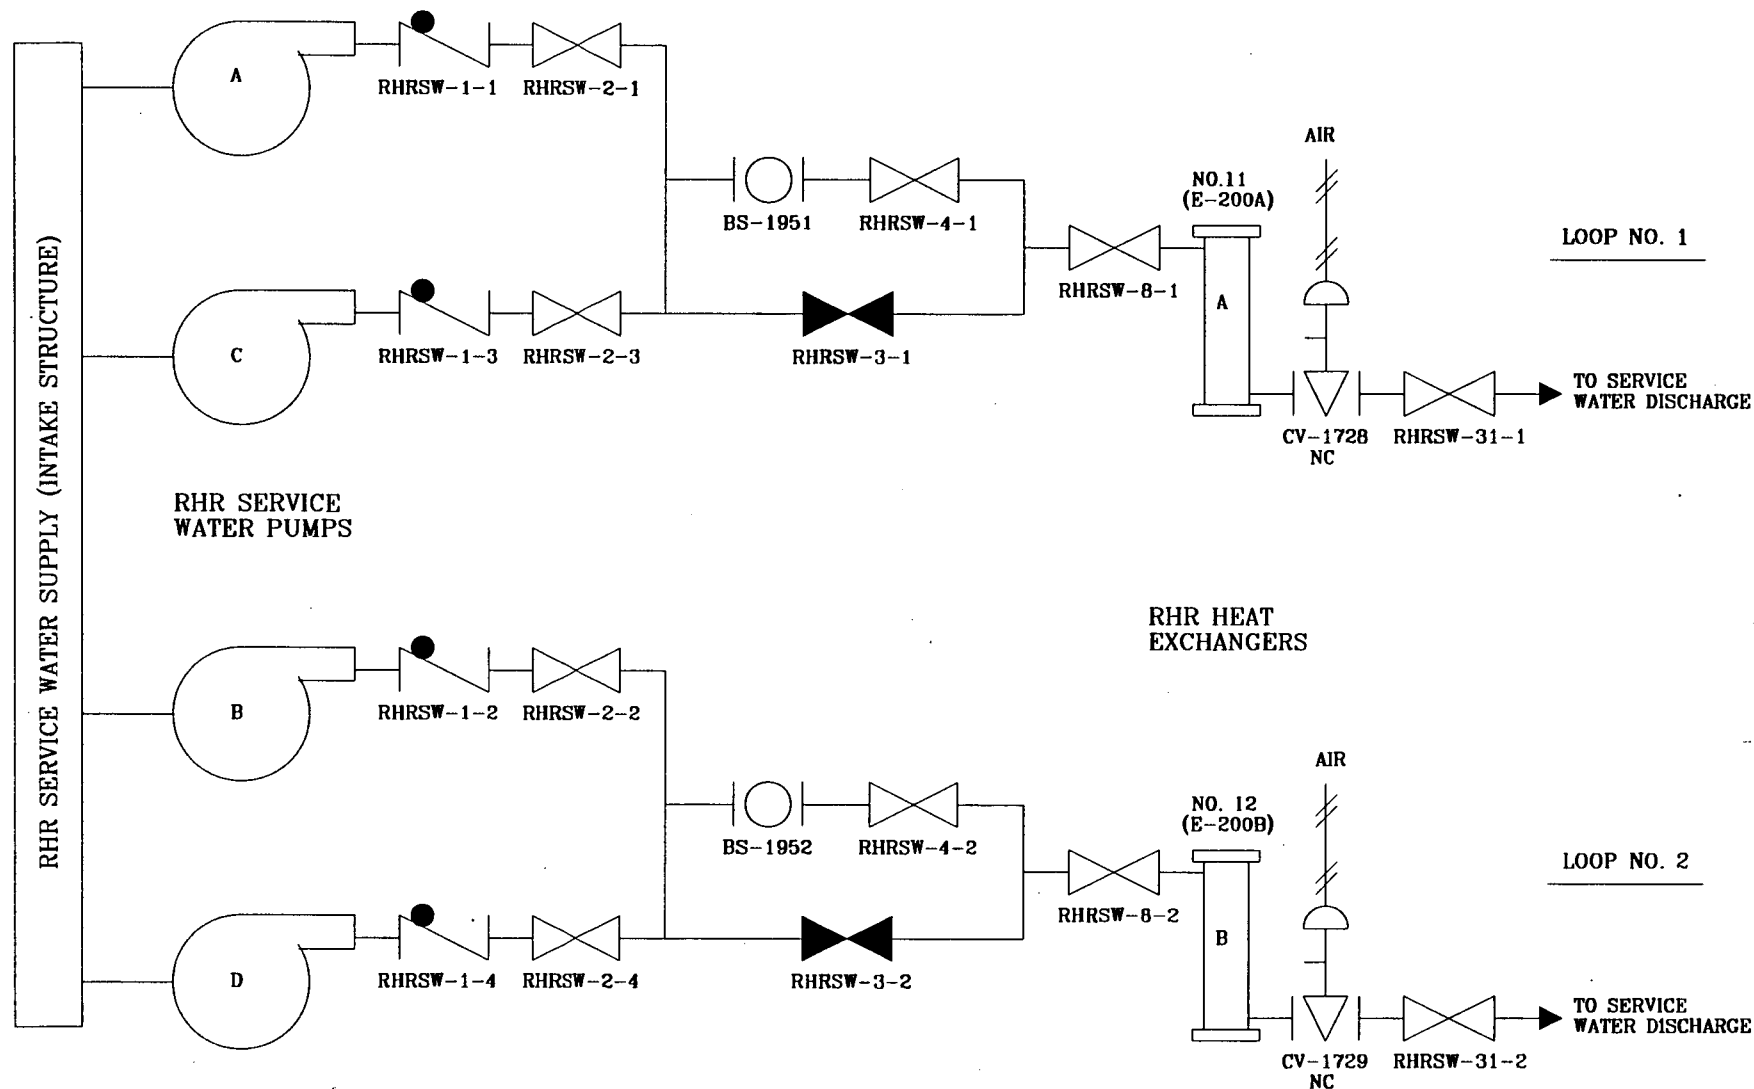 RHR SERVICE WATER SUPPLY (INTAKE STRUCTURE)
A
RHRSW-1-1
RHRSW-2-1
AIR
NO.11
(E-200A)
BS-1951
RHRSW-4-1
LOOP NO. 1
RHRSW-8-1
A
C
RHRSW-1-3
RHRSW-2-3
RHRSW-3-1
TO SERVICE
WATER DISCHARGE
CV-1728
NC
RHRSW-31-1
RHR SERVICE
WATER PUMPS
RHR HEAT
EXCHANGERS
B
RHRSW-1-2
RHRSW-2-2
AIR
NO. 12
(E-200B)
BS-1952
RHRSW-4-2
LOOP NO. 2
RHRSW-8-2
B
D
RHRSW-1-4
RHRSW-2-4
RHRSW-3-2
TO SERVICE
WATER DISCHARGE
CV-1729
NC
RHRSW-31-2